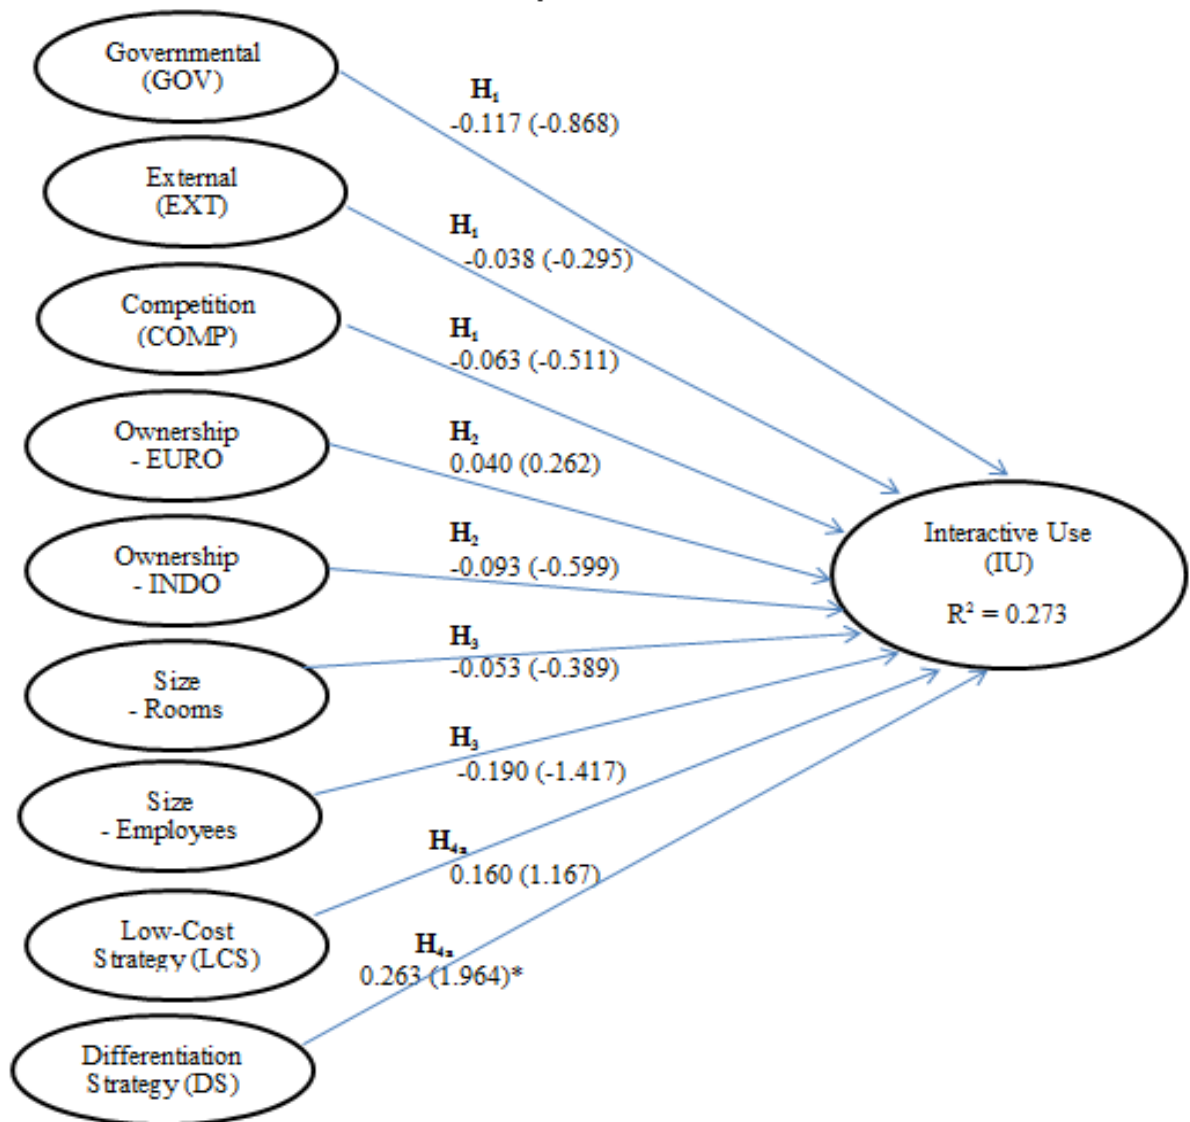 Governmental
(GOV)
H₁
-0.117 (-0.868)
External
(EXT)
H₁
-0.038 (-0.295)
Competition
(COMP)
H₁
-0.063 (-0.511)
Ownership
- EURO
H₂
0.040 (0.262)
Ownership
- INDO
H₂
-0.093 (-0.599)
Size
- Rooms
H₃
-0.053 (-0.389)
Size
- Employees
H₃
-0.190 (-1.417)
Low-Cost
Strategy (LCS)
H₄ₐ
0.160 (1.167)
Differentiation
Strategy (DS)
H₄ₐ
0.263 (1.964)*
Interactive Use
(IU)
R² = 0.273